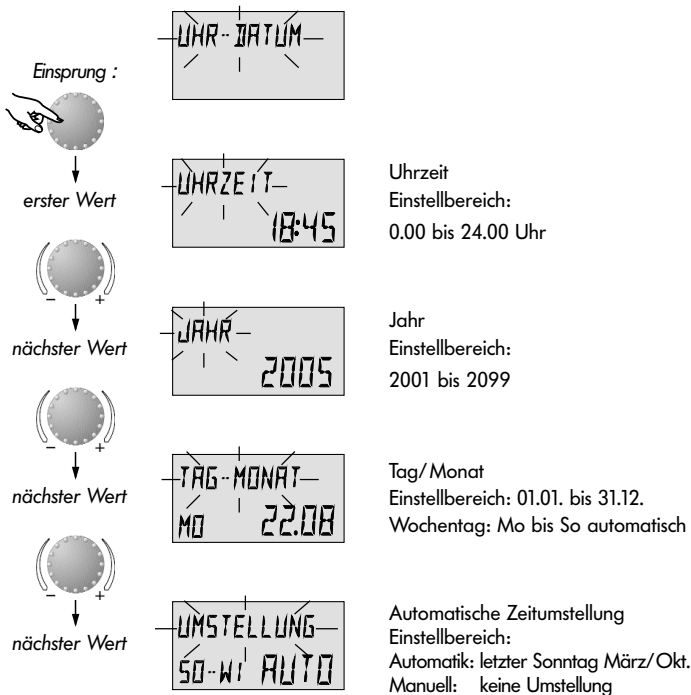 UHR-DATUM
Einsprung :
erster Wert
UHRZEIT
18:45
Uhrzeit
Einstellbereich:
0.00 bis 24.00 Uhr
– +
nächster Wert
JAHR
2005
Jahr
Einstellbereich:
2001 bis 2099
– +
nächster Wert
TAG-MONAT
MO 22.08
Tag/Monat
Einstellbereich: 01.01. bis 31.12.
Wochentag: Mo bis So automatisch
– +
nächster Wert
UMSTELLUNG
SO-WI AUTO
Automatische Zeitumstellung
Einstellbereich:
Automatik: letzter Sonntag März/Okt.
Manuell: keine Umstellung